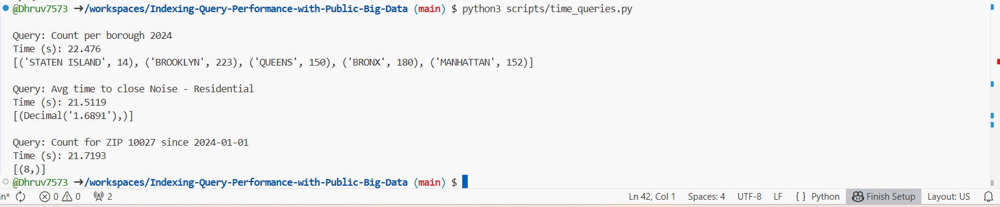 @Dhruv7573 ➜/workspaces/Indexing-Query-Performance-with-Public-Big-Data (main) $ python3 scripts/time_queries.py
Query: Count per borough 2024
Time (s): 22.476
[('STATEN ISLAND', 14), ('BROOKLYN', 223), ('QUEENS', 150), ('BRONX', 180), ('MANHATTAN', 152)]
Query: Avg time to close Noise - Residential
Time (s): 21.5119
[(Decimal('1.6891'),)]
Query: Count for ZIP 10027 since 2024-01-01
Time (s): 21.7193
[(8,)]
@Dhruv7573 ➜/workspaces/Indexing-Query-Performance-with-Public-Big-Data (main) $
in* 0 0 2 Ln 42, Col 1 Spaces: 4 UTF-8 LF { } Python Finish Setup Layout: US